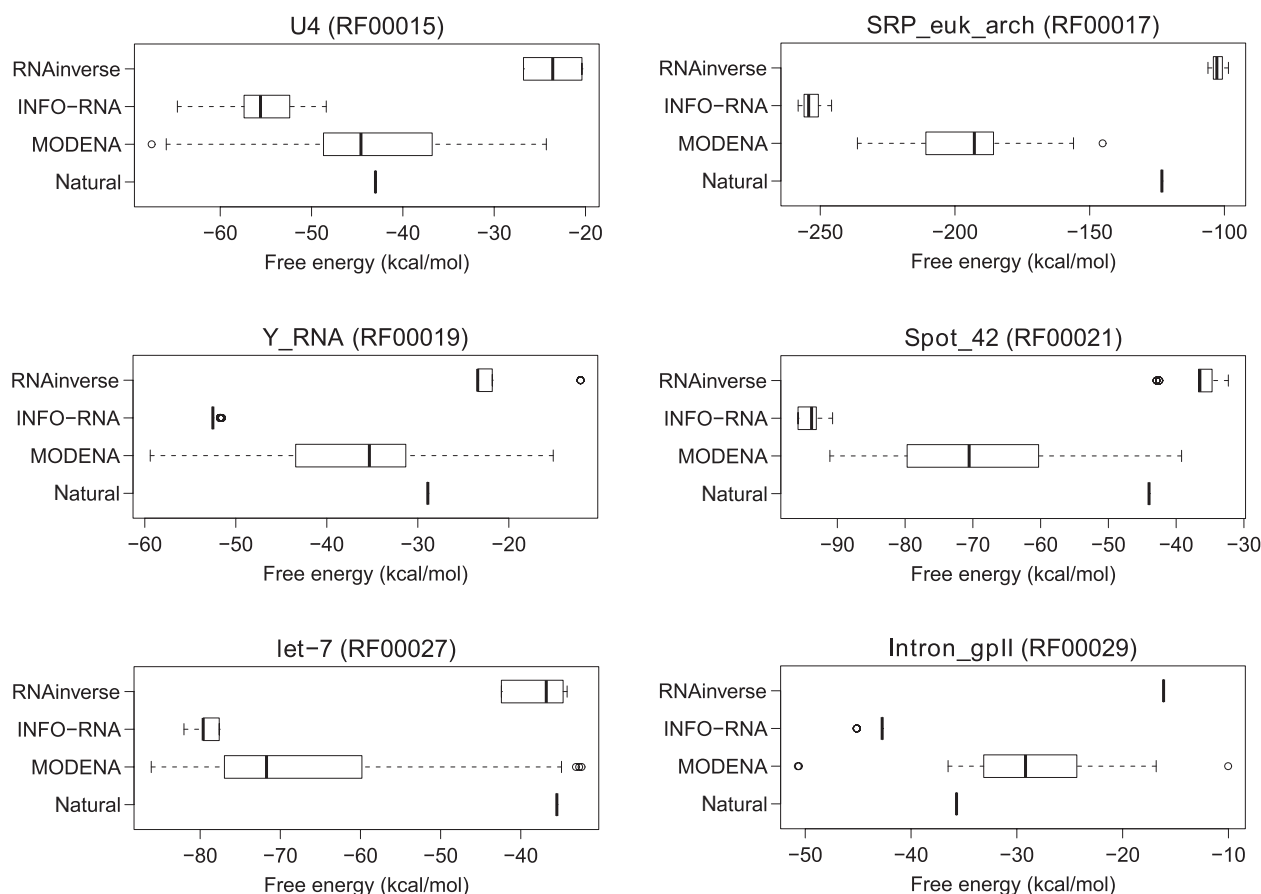 U4 (RF00015)
RNAinverse
INFO−RNA
MODENA
Natural
−60 −50 −40 −30 −20
Free energy (kcal/mol)
SRP_euk_arch (RF00017)
RNAinverse
INFO−RNA
MODENA
Natural
−250 −200 −150 −100
Free energy (kcal/mol)
Y_RNA (RF00019)
RNAinverse
INFO−RNA
MODENA
Natural
−60 −50 −40 −30 −20
Free energy (kcal/mol)
Spot_42 (RF00021)
RNAinverse
INFO−RNA
MODENA
Natural
−90 −80 −70 −60 −50 −40 −30
Free energy (kcal/mol)
let−7 (RF00027)
RNAinverse
INFO−RNA
MODENA
Natural
−80 −70 −60 −50 −40
Free energy (kcal/mol)
Intron_gpII (RF00029)
RNAinverse
INFO−RNA
MODENA
Natural
−50 −40 −30 −20 −10
Free energy (kcal/mol)